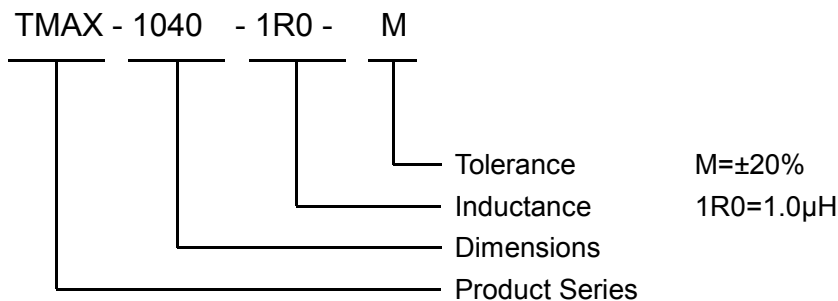 TMAX - 1040 - 1R0 - M
Tolerance M=±20%
Inductance 1R0=1.0µH
Dimensions
Product Series